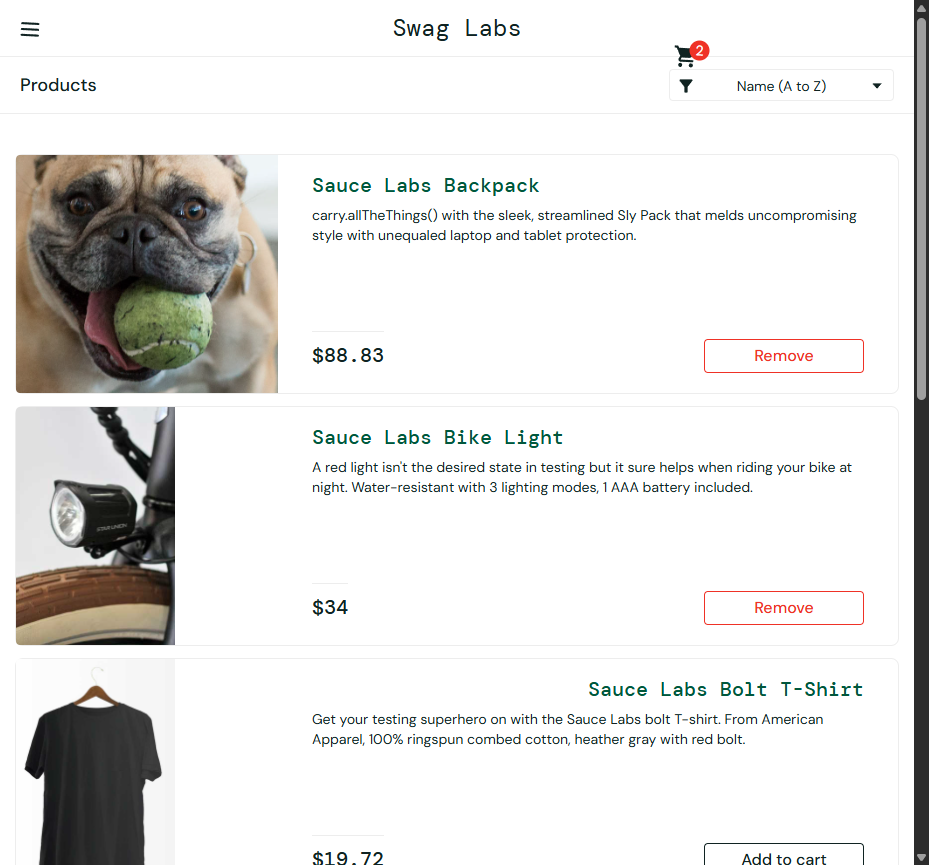 Swag Labs
2
Products
Name (A to Z)
Sauce Labs Backpack
carry.allTheThings() with the sleek, streamlined Sly Pack that melds uncompromising
style with unequaled laptop and tablet protection.
$88.83
Remove
Sauce Labs Bike Light
A red light isn't the desired state in testing but it sure helps when riding your bike at
night. Water-resistant with 3 lighting modes, 1 AAA battery included.
$34
Remove
Sauce Labs Bolt T-Shirt
Get your testing superhero on with the Sauce Labs bolt T-shirt. From American
Apparel, 100% ringspun combed cotton, heather gray with red bolt.
$19.72
Add to cart